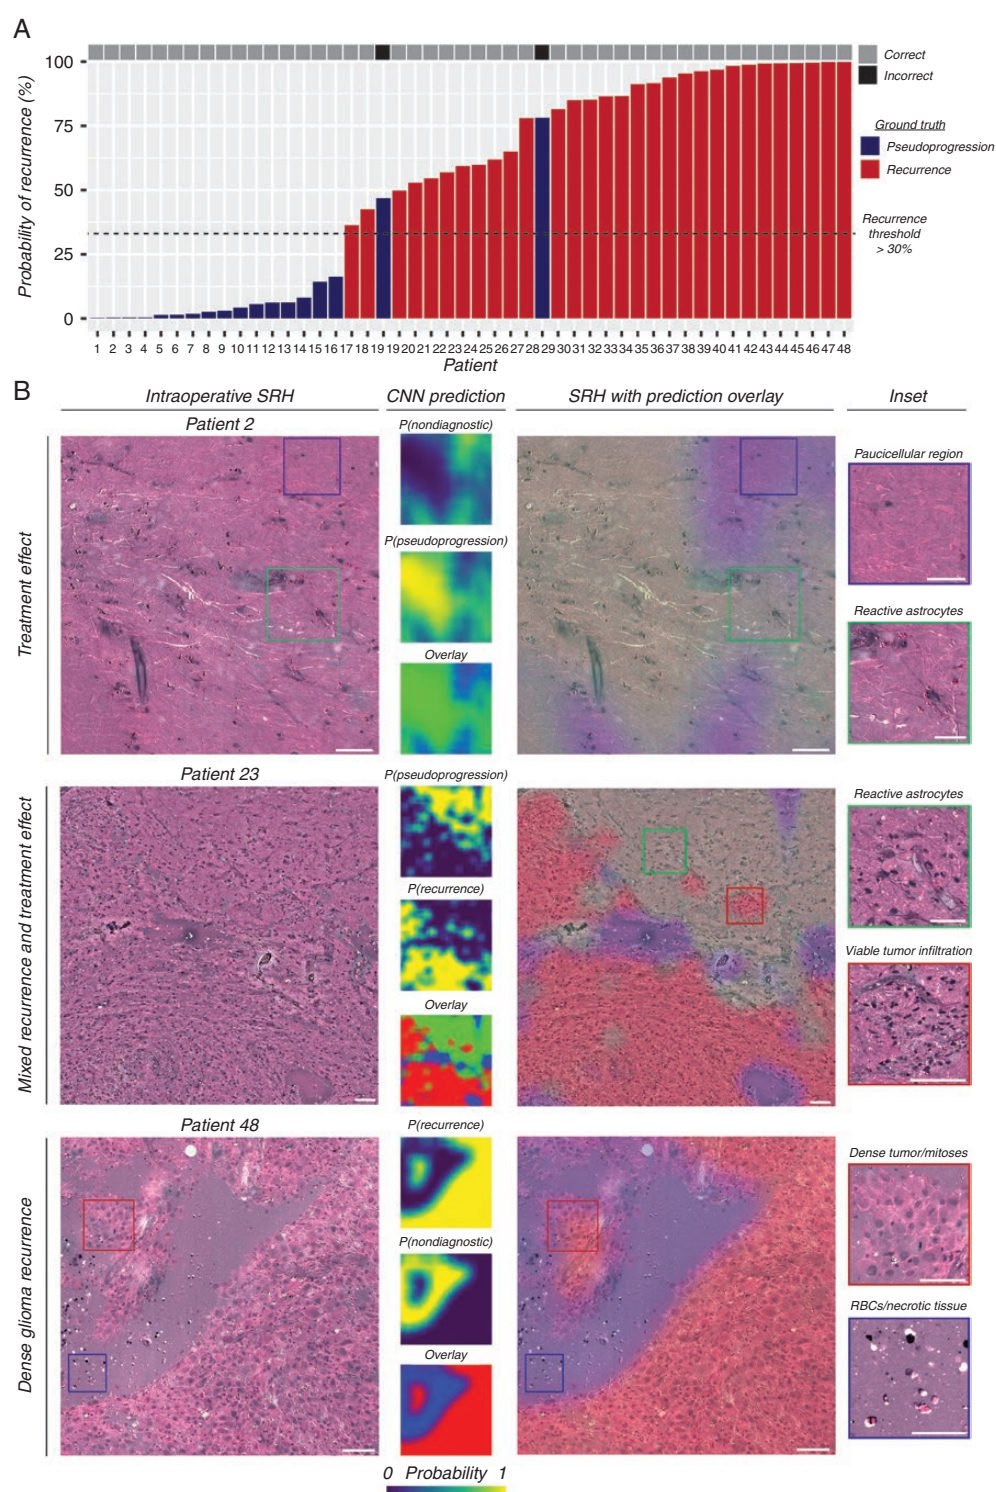 A
Probability of recurrence (%)
100
75
50
25
0
Correct
Incorrect
Ground truth
Pseudoprogression
Recurrence
Recurrence
threshold
> 30%
1 2 3 4 5 6 7 8 9 10 11 12 13 14 15 16 17 18 19 19 20 21 22 23 24 25 26 27 28 29 30 31 32 33 34 35 36 37 38 39 40 41 42 43 44 45 46 47 48
Patient
B
Intraoperative SRH CNN prediction SRH with prediction overlay Inset
Treatment effect
Patient 2
P(nondiagnostic)
P(pseudoprogression)
Overlay
Paucicellular region
Reactive astrocytes
Mixed recurrence and treatment effect
Patient 23
P(pseudoprogression)
P(recurrence)
Overlay
Reactive astrocytes
Viable tumor infiltration
Dense glioma recurrence
Patient 48
P(recurrence)
P(nondiagnostic)
Overlay
Dense tumor/mitoses
RBCs/necrotic tissue
0 Probability 1